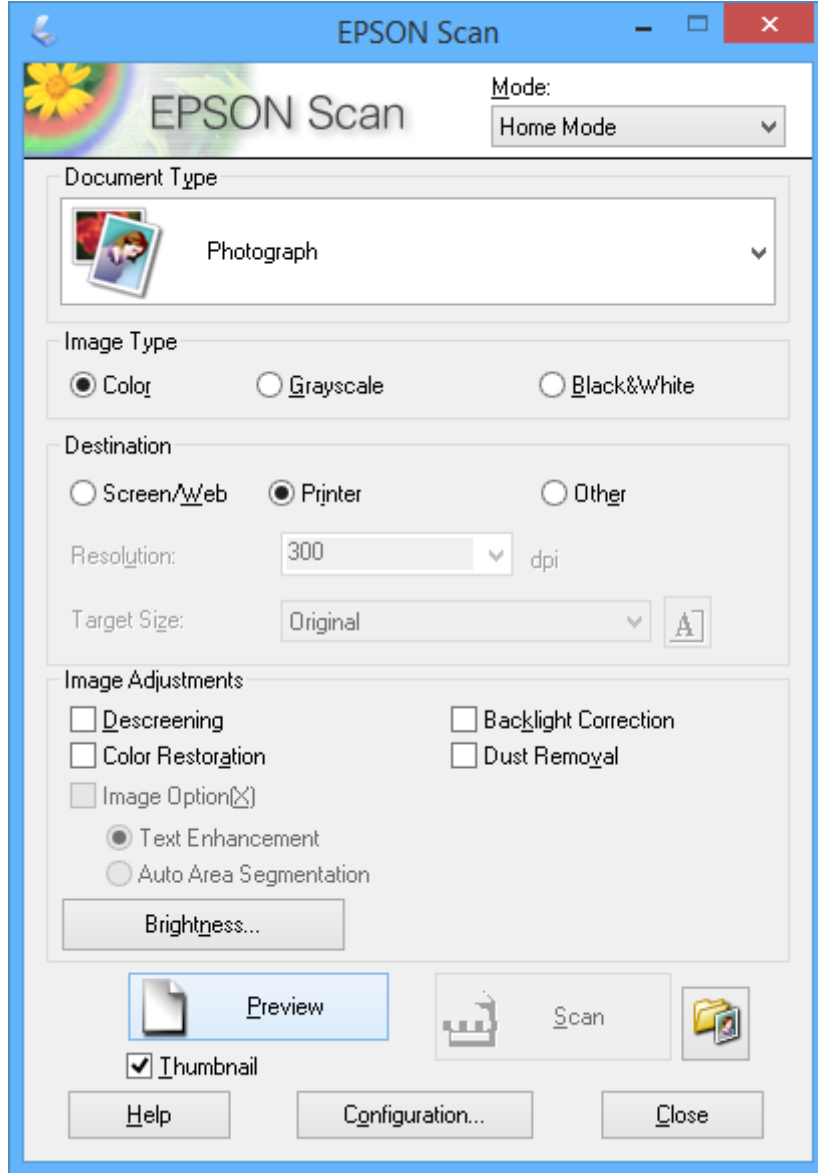 EPSON Scan
EPSON Scan
Mode:
Home Mode
Document Type
Photograph
Image Type
Color Grayscale Black&White
Destination
Screen/Web Printer Other
Resolution: 300 dpi
Target Size: Original A
Image Adjustments
Descreening Backlight Correction
Color Restoration Dust Removal
Image Option(X)
Text Enhancement
Auto Area Segmentation
Brightness...
Preview Scan
Thumbnail
Help Configuration... Close